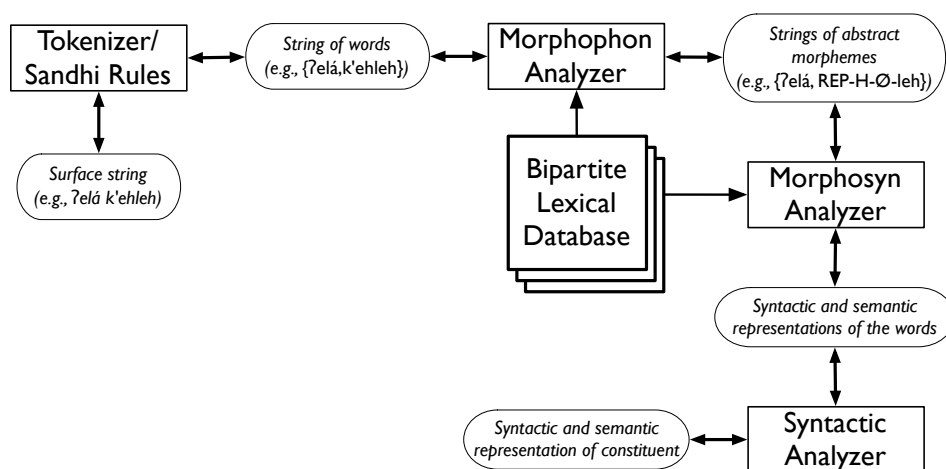 Tokenizer/
Sandhi Rules
String of words
(e.g., {ʔelá,k'ehleh})
Morphophon
Analyzer
Strings of abstract
morphemes
(e.g., {ʔelá, REP-H-Ø-leh})
Surface string
(e.g., ʔelá k'ehleh)
Bipartite
Lexical
Database
Morphosyn
Analyzer
Syntactic and semantic
representations of the words
Syntactic and semantic
representation of constituent
Syntactic
Analyzer